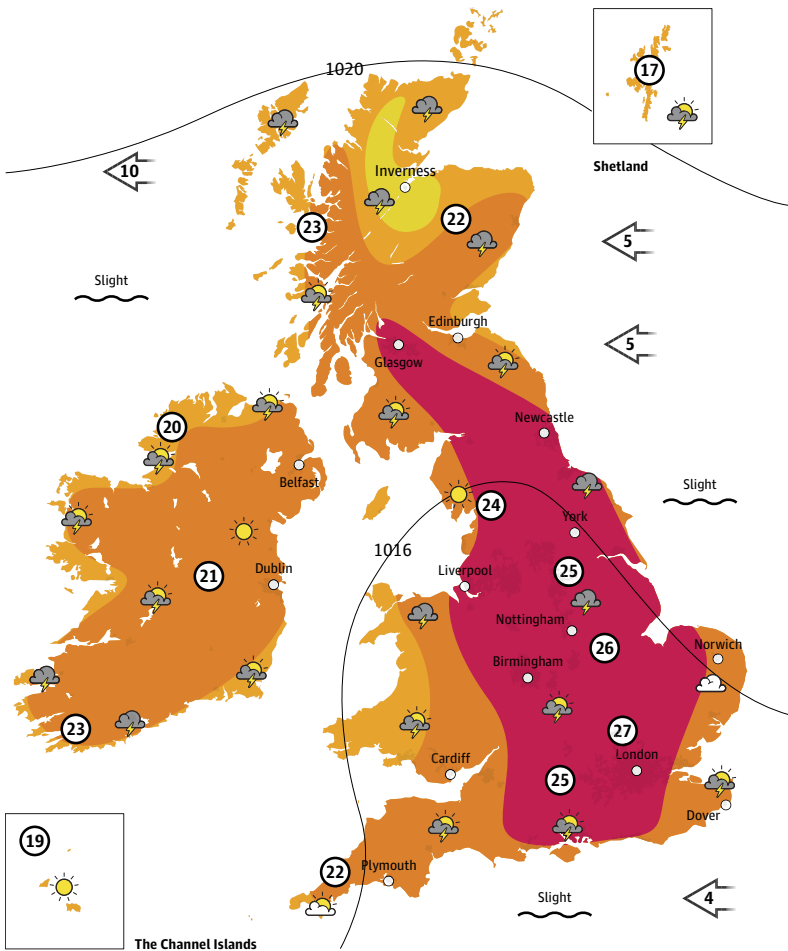 1020
17
Shetland
10
Inverness
23
22
5
Slight
Edinburgh
5
Glasgow
20
Newcastle
Belfast
Slight
24
York
1016
25
21
Dublin
Liverpool
Nottingham
26
Norwich
Birmingham
23
27
Cardiff
London
25
Dover
19
22
Plymouth
4
Slight
The Channel Islands